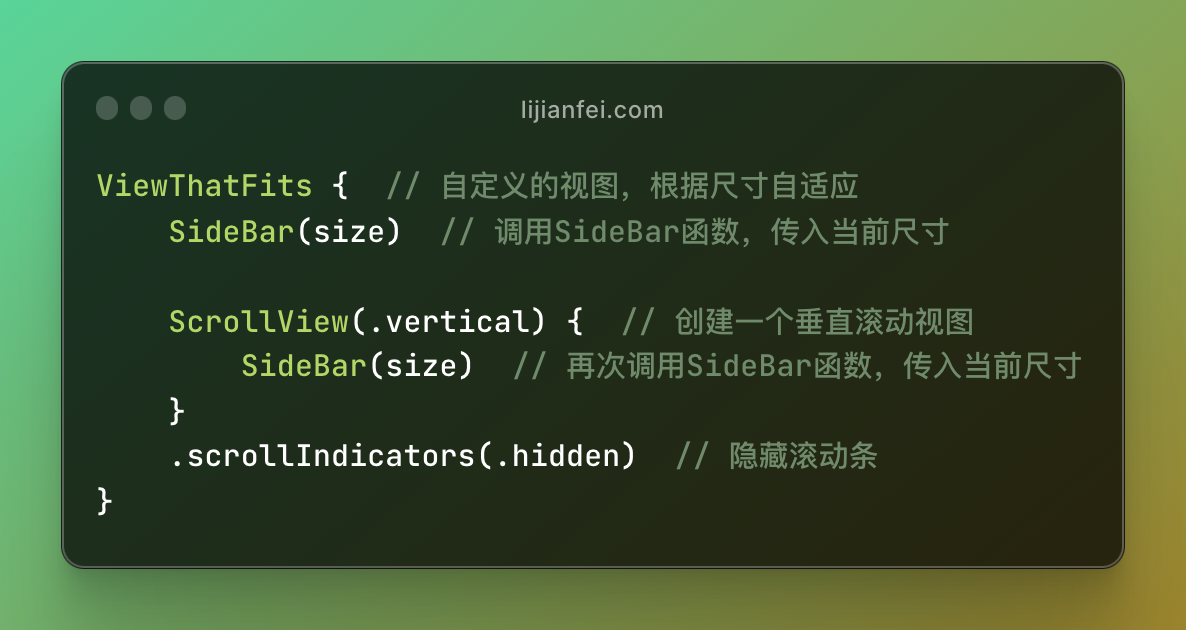 lijianfei.com
ViewThatFits {  // 自定义的视图，根据尺寸自适应
    SideBar(size)  // 调用SideBar函数，传入当前尺寸

    ScrollView(.vertical) {  // 创建一个垂直滚动视图
        SideBar(size)  // 再次调用SideBar函数，传入当前尺寸
    }
    .scrollIndicators(.hidden)  // 隐藏滚动条
}